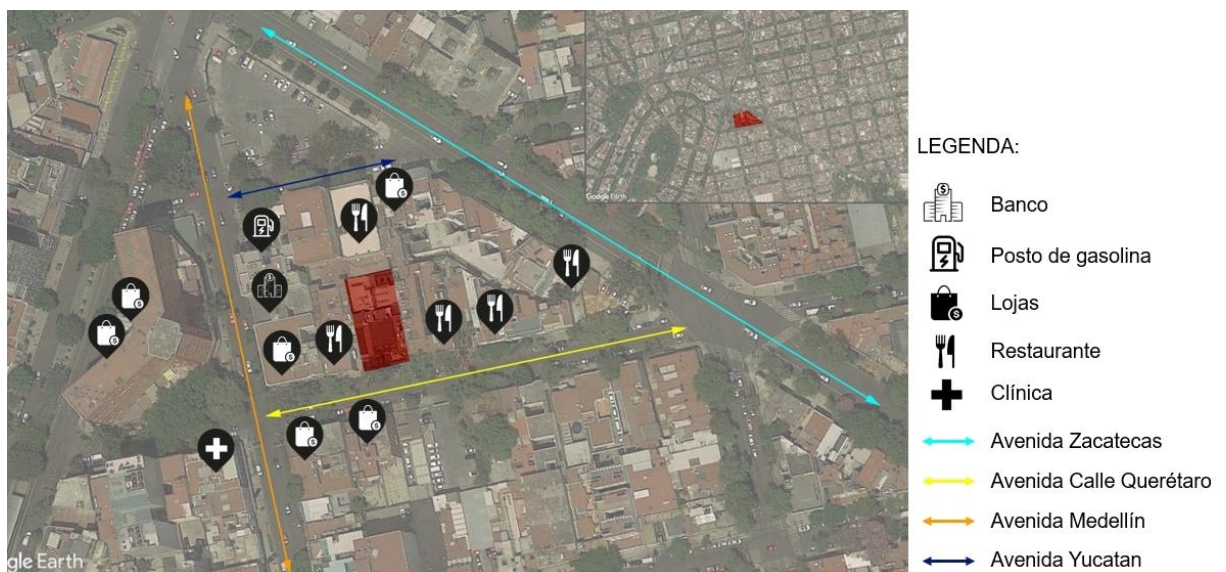 Google Earth
gle Earth
LEGENDA:
Banco
Posto de gasolina
Lojas
Restaurante
Clínica
Avenida Zacatecas
Avenida Calle Querétaro
Avenida Medellín
Avenida Yucatan